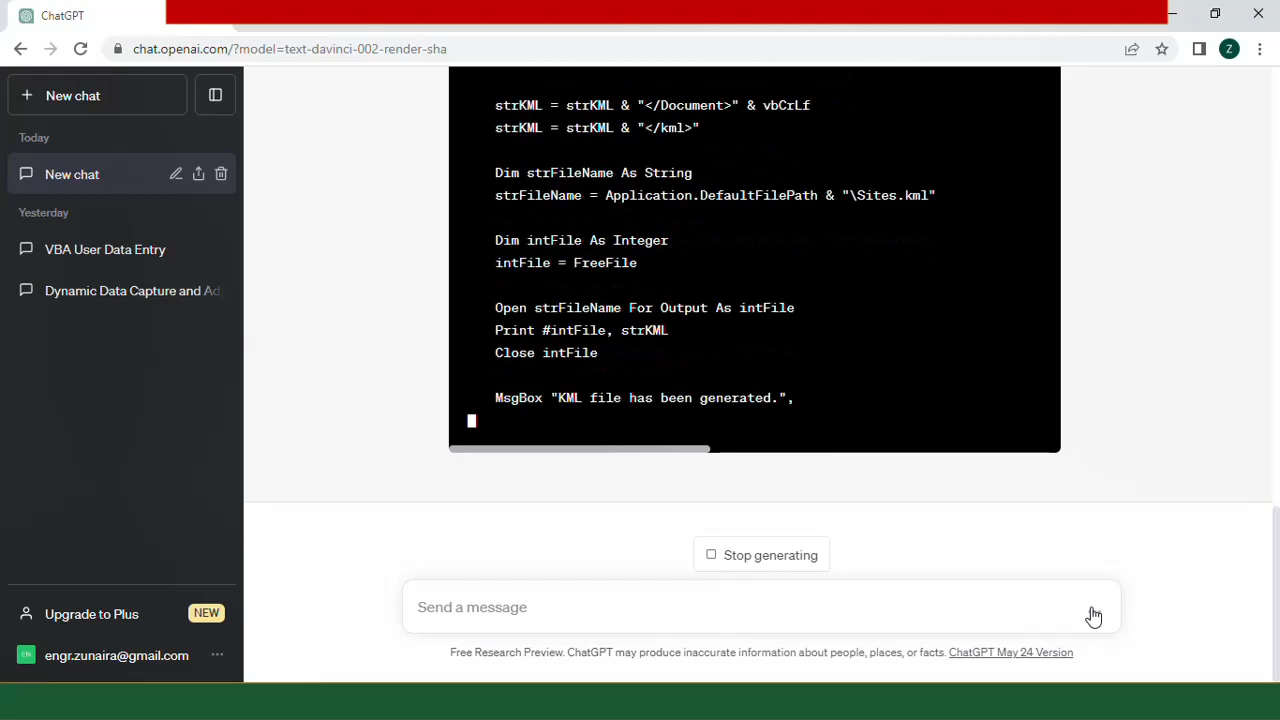 ChatGPT
chat.openai.com/?model=text-davinci-002-render-sha
Z
New chat
Today
New chat
Yesterday
VBA User Data Entry
Dynamic Data Capture and Ad
strKML = strKML & "</Document>" & vbCrLf
strKML = strKML & "</kml>"
Dim strFileName As String
strFileName = Application.DefaultFilePath & "\Sites.kml"
Dim intFile As Integer
intFile = FreeFile
Open strFileName For Output As intFile
Print #intFile, strKML
Close intFile
MsgBox "KML file has been generated.",
Stop generating
Send a message
Free Research Preview. ChatGPT may produce inaccurate information about people, places, or facts. ChatGPT May 24 Version
Upgrade to Plus NEW
engr.zunaira@gmail.com